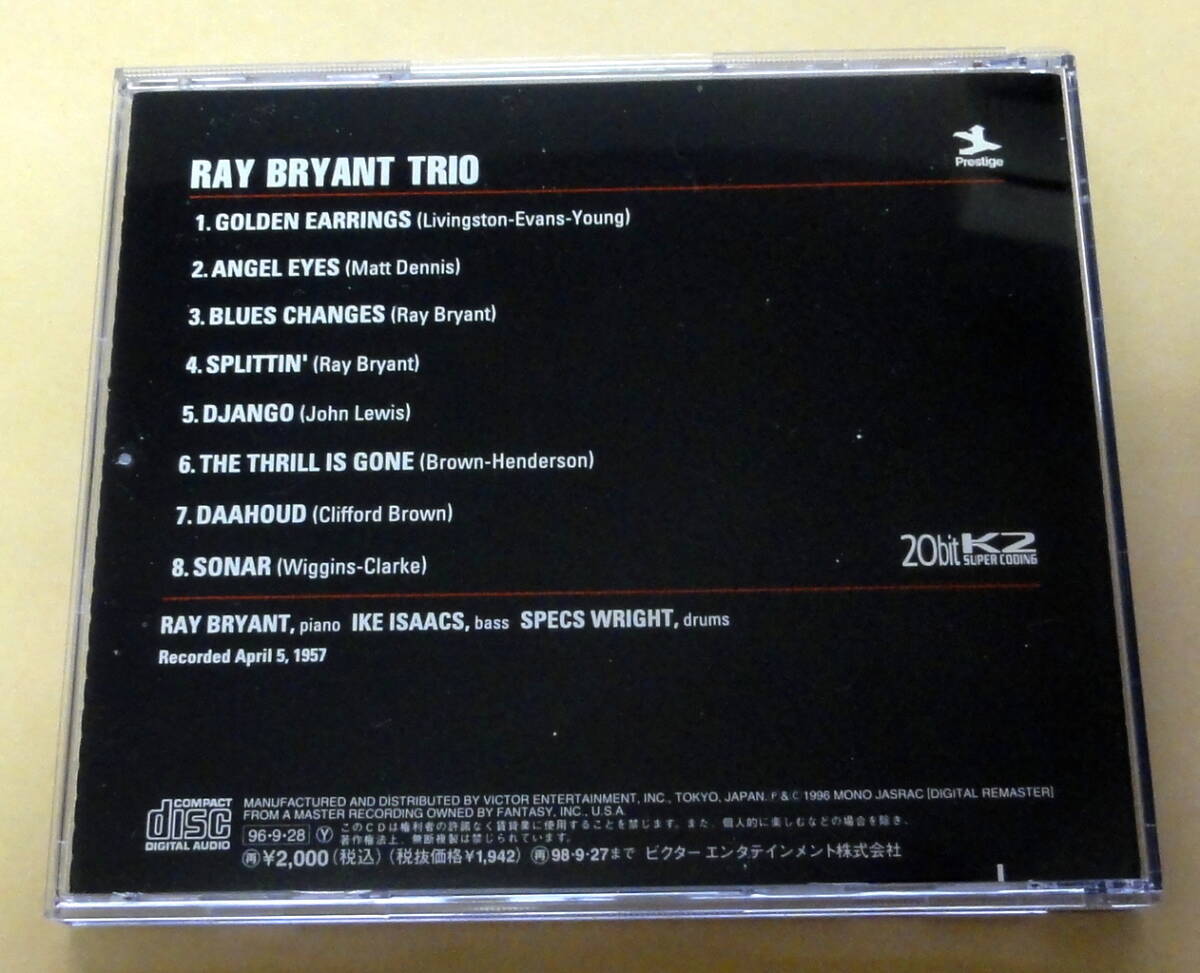 RAY BRYANT TRIO
Prestige
1. GOLDEN EARRINGS (Livingston-Evans-Young)
2. ANGEL EYES (Matt Dennis)
3. BLUES CHANGES (Ray Bryant)
4. SPLITTIN' (Ray Bryant)
5. DJANGO (John Lewis)
6. THE THRILL IS GONE (Brown-Henderson)
7. DAAHOUD (Clifford Brown)
8. SONAR (Wiggins-Clarke)
20bit K2
SUPER CODING
RAY BRYANT, piano IKE ISAACS, bass SPECS WRIGHT, drums
Recorded April 5, 1957
COMPACT
disc
DIGITAL AUDIO
MANUFACTURED AND DISTRIBUTED BY VICTOR ENTERTAINMENT, INC., TOKYO, JAPAN. P & C 1996 MONO JASRAC [DIGITAL REMASTER]
FROM A MASTER RECORDING OWNED BY FANTASY, INC., U.S.A.
96・9・28 Ⓨ このCDは権利者の許諾なく賃貸業に使用することを禁じます。また、個人的に楽しむなどの場合を除き、
著作権法上、無断複製は禁じられています。
㊢¥2,000(税込)(税抜価格¥1,942) 再98・9・27まで ビクターエンタテインメント株式会社